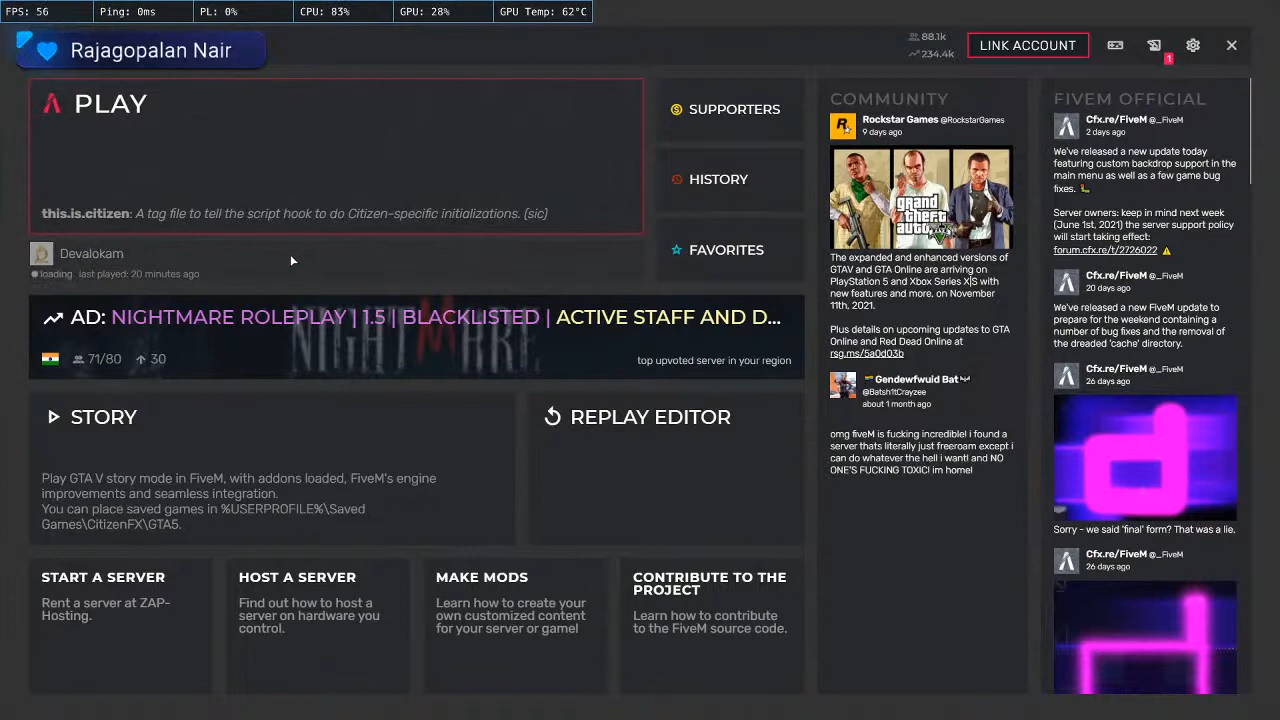 FPS: 56
Ping: 0ms
PL: 0%
CPU: 83%
GPU: 28%
GPU Temp: 62°C
Rajagopalan Nair
88.1k
234.4k
LINK ACCOUNT
1
PLAY
this.is.citizen: A tag file to tell the script hook to do Citizen-specific initializations. (sic)
Devalokam
loading last played: 20 minutes ago
SUPPORTERS
HISTORY
FAVORITES
NIGHTMARE
AD: NIGHTMARE ROLEPLAY | 1.5 | BLACKLISTED | ACTIVE STAFF AND D...
71/80
30
top upvoted server in your region
STORY
Play GTA V story mode in FiveM, with addons loaded, FiveM's engine
improvements and seamless integration.
You can place saved games in %USERPROFILE%\Saved
Games\CitizenFX\GTA5.
REPLAY EDITOR
START A SERVER
Rent a server at ZAP-
Hosting.
HOST A SERVER
Find out how to host a
server on hardware you
control.
MAKE MODS
Learn how to create your
own customized content
for your server or game!
CONTRIBUTE TO THE
PROJECT
Learn how to contribute
to the FiveM source code.
COMMUNITY
Rockstar Games @RockstarGames
9 days ago
grand
theft
auto V
The expanded and enhanced versions of
GTAV and GTA Online are arriving on
PlayStation 5 and Xbox Series X|S with
new features and more, on November
11th, 2021.
Plus details on upcoming updates to GTA
Online and Red Dead Online at
rsg.ms/5a0d03b
Gendewfwuid Bat
@Batsh1tCrayzee
about 1 month ago
omg fiveM is fucking incredible! i found a
server thats literally just freeroam except i
can do whatever the hell i want! and NO
ONE'S FUCKING TOXIC! im home!
FIVEM OFFICIAL
Cfx.re/FiveM @_FiveM
2 days ago
We've released a new update today
featuring custom backdrop support in the
main menu as well as a few game bug
fixes.
Server owners: keep in mind next week
(June 1st, 2021) the server support policy
will start taking effect:
forum.cfx.re/t/2726022
Cfx.re/FiveM @_FiveM
20 days ago
We've released a new FiveM update to
prepare for the weekend containing a
number of bug fixes and the removal of
the dreaded 'cache' directory.
Cfx.re/FiveM @_FiveM
26 days ago
d
Sorry - we said 'final' form? That was a lie.
Cfx.re/FiveM @_FiveM
26 days ago